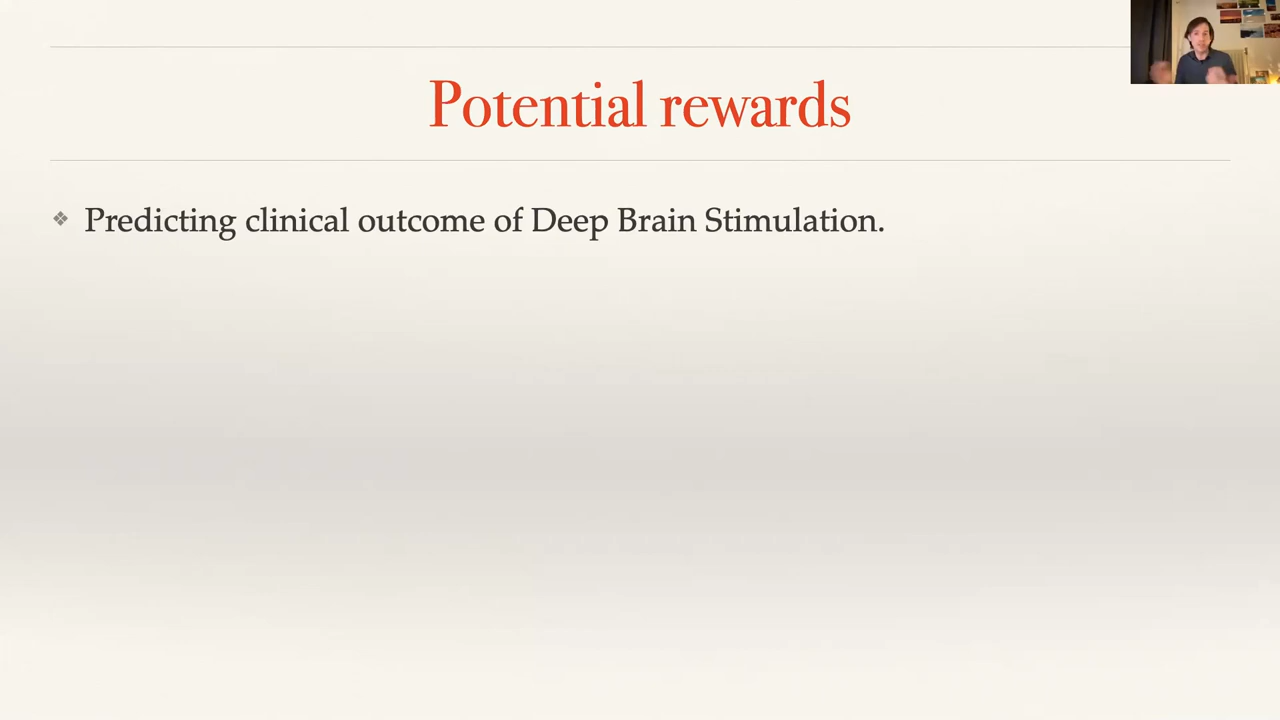 Potential rewards
❖ Predicting clinical outcome of Deep Brain Stimulation.